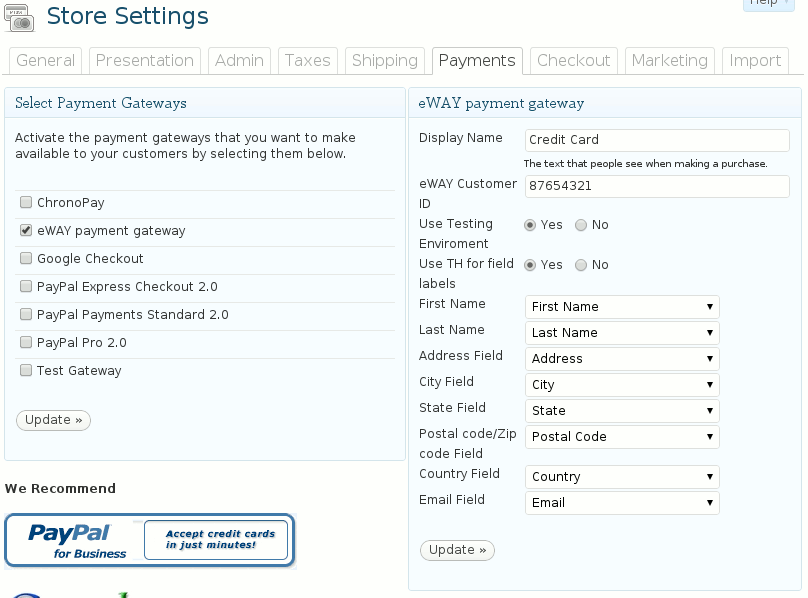 Help
Store Settings
General Presentation Admin Taxes Shipping Payments Checkout Marketing Import
Select Payment Gateways
Activate the payment gateways that you want to make
available to your customers by selecting them below.
ChronoPay
eWAY payment gateway
Google Checkout
PayPal Express Checkout 2.0
PayPal Payments Standard 2.0
PayPal Pro 2.0
Test Gateway
Update »
We Recommend
PayPal
for Business
Accept credit cards
in just minutes!
eWAY payment gateway
Display Name Credit Card
The text that people see when making a purchase.
eWAY Customer 87654321
ID
Use Testing Yes No
Enviroment
Use TH for field Yes No
labels
First Name First Name
Last Name Last Name
Address Field Address
City Field City
State Field State
Postal code/Zip Postal Code
code Field
Country Field Country
Email Field Email
Update »